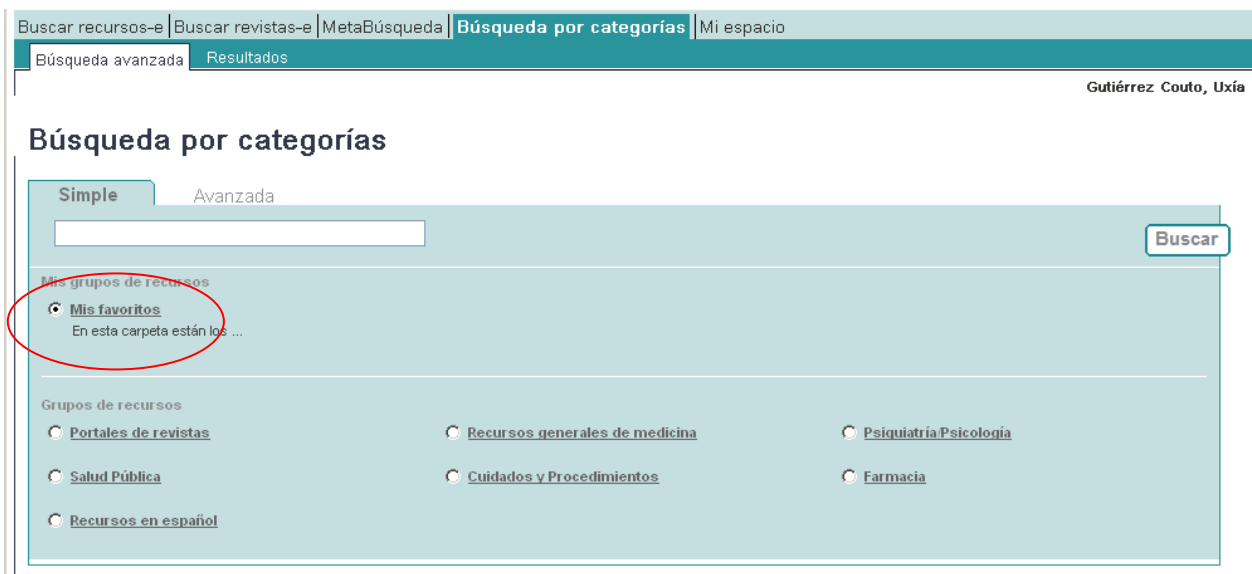 Buscar recursos-e Buscar revistas-e MetaBúsqueda Búsqueda por categorías Mi espacio
Búsqueda avanzada Resultados
Gutiérrez Couto, Uxía
Búsqueda por categorías
Simple Avanzada
Buscar
Mis grupos de recursos
Mis favoritos
En esta carpeta están los ...
Grupos de recursos
Portales de revistas Recursos generales de medicina Psiquiatría/Psicología
Salud Pública Cuidados y Procedimientos Farmacia
Recursos en español